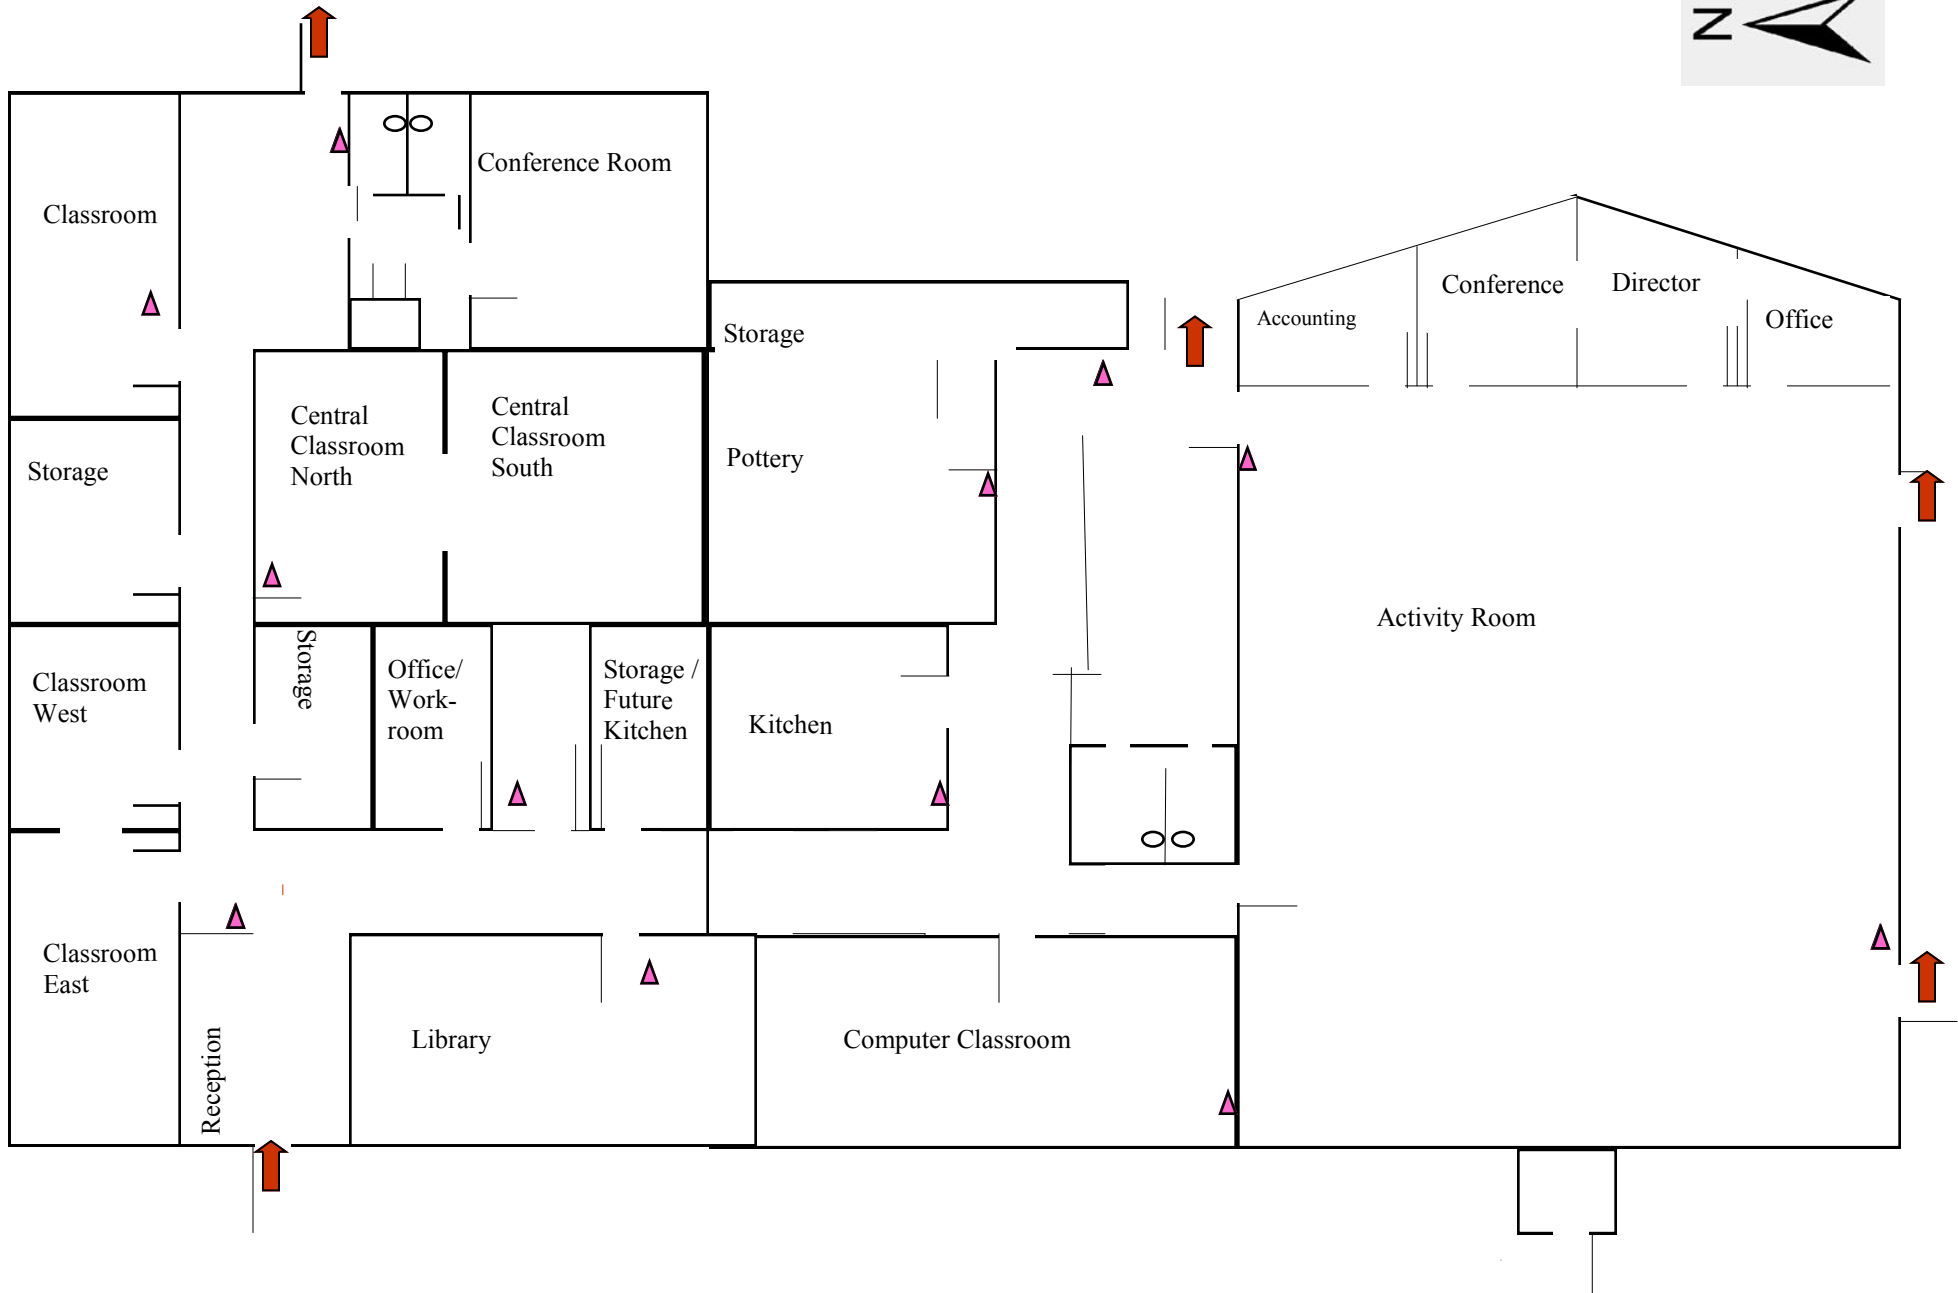 N
Conference Room
Classroom
Conference
Director
Accounting
Office
Storage
Central
Classroom
North
Central
Classroom
South
Storage
Pottery
Activity Room
Classroom
West
Storage
Office/
Work-
room
Storage /
Future
Kitchen
Kitchen
Classroom
East
Reception
Library
Computer Classroom